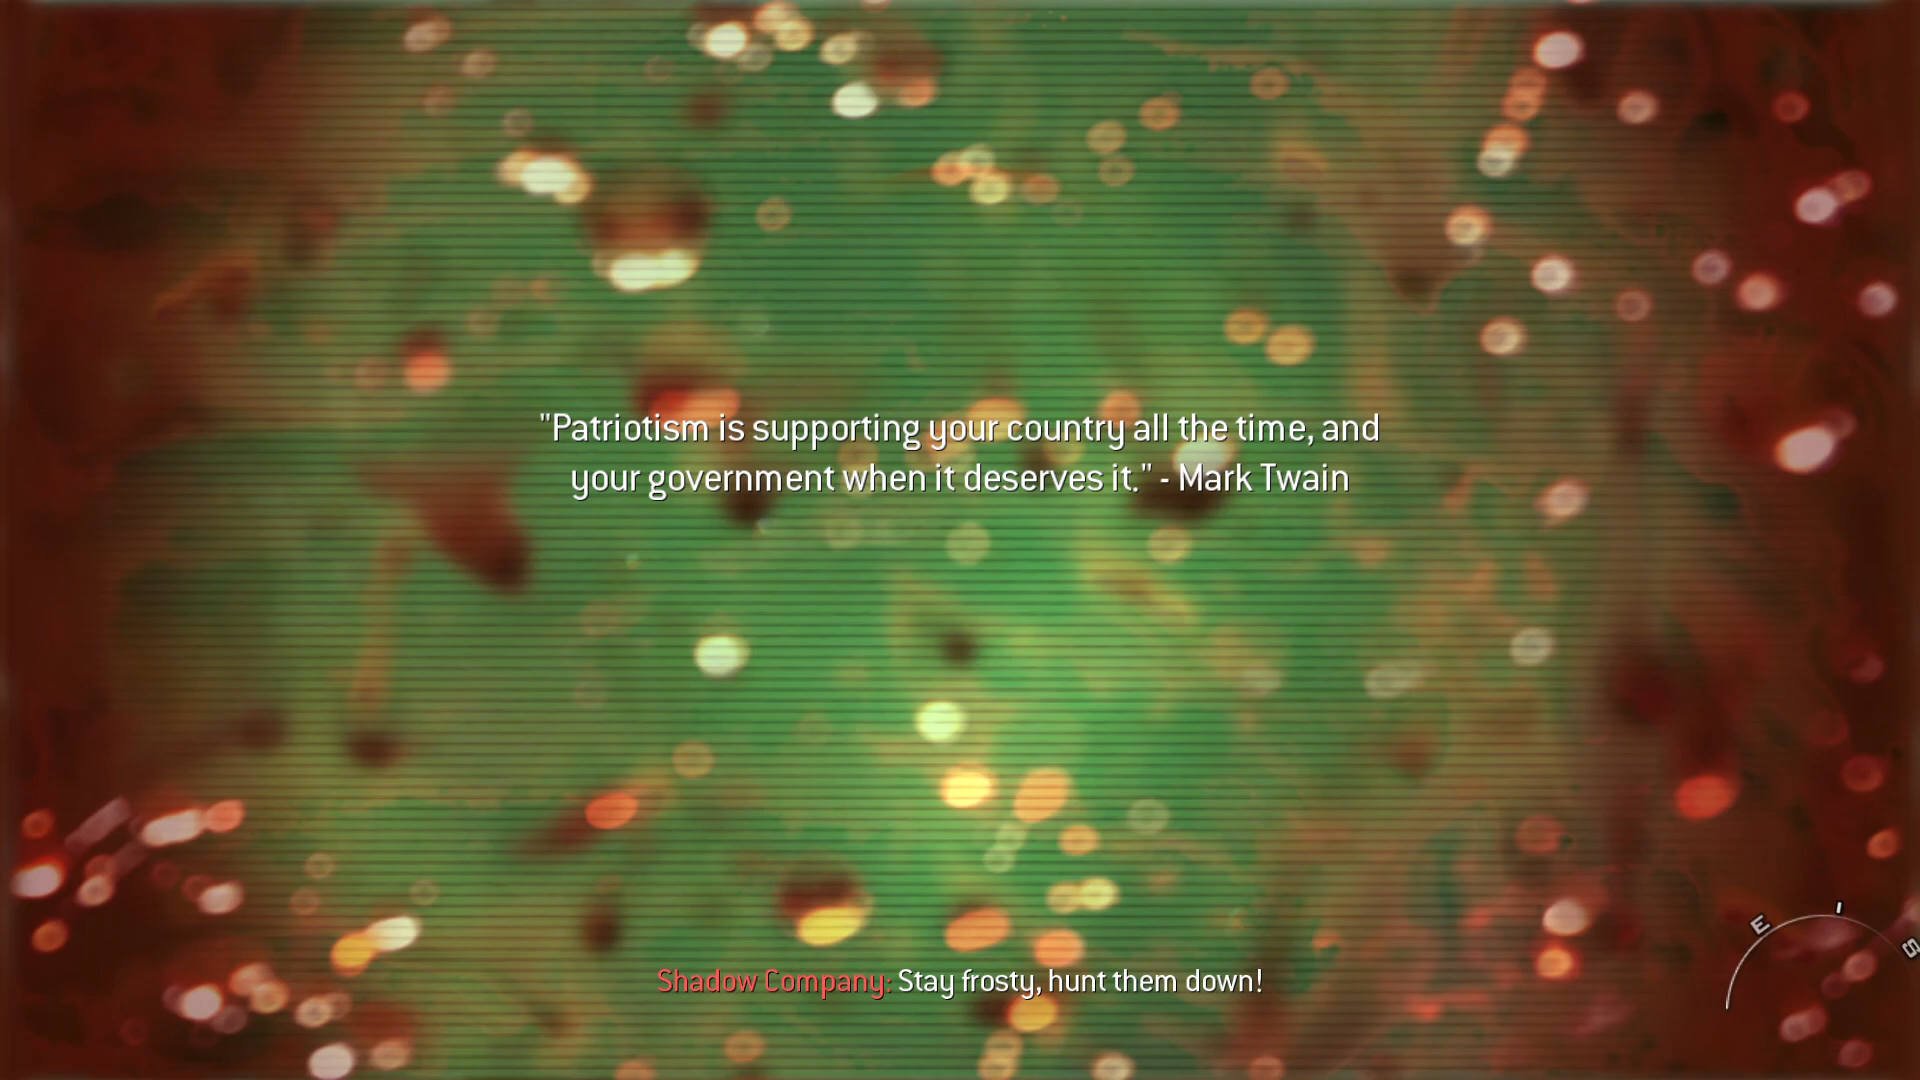 "Patriotism is supporting your country all the time, and
your government when it deserves it." - Mark Twain
Shadow Company: Stay frosty, hunt them down!
E
S